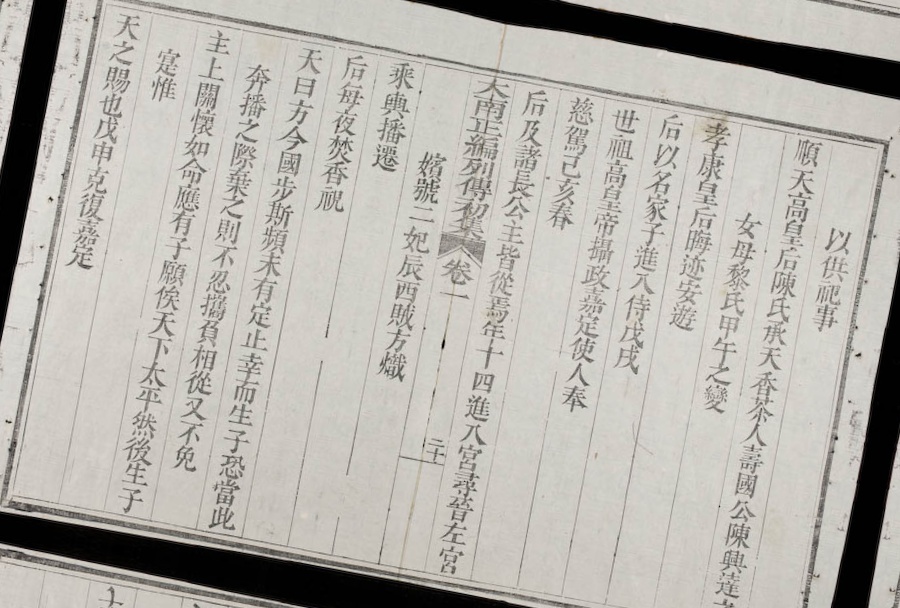 以供祀事
順天高皇后陳氏承天香茶人壽國公陳興達
女母黎氏甲午之變
孝康皇后晦迹安遊
后以名家子進入侍戊戌
世祖高皇帝攝政嘉定使人奉
慈駕己亥春
后及諸長公主皆從焉年十四進入宮尋晉左宮
大南正編列傳初集 卷一 二十
嬪號二妃辰西賊方熾
乘輿播遷
后每夜焚香祝
天曰方今國步斯頻未有定止幸而生子恐當此
奔播之際棄之則不忍攜負相從又不免
主上關懷如命應有子願俟天下太平然後生子
寔惟
天之賜也戊申克復嘉定